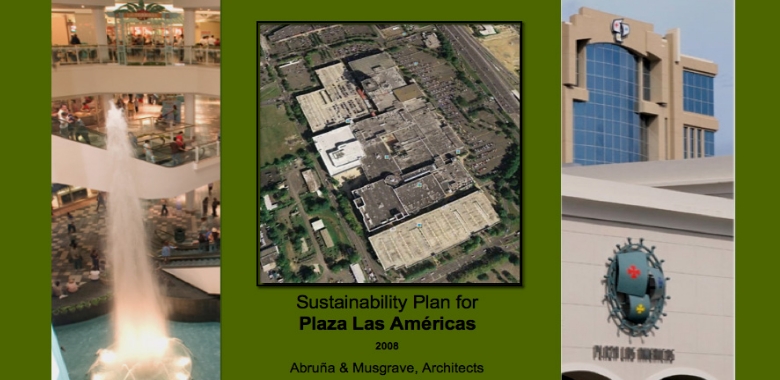 Sustainability Plan for
Plaza Las Américas
2008
Abruña & Musgrave, Architects
PLAZA LAS AMERICAS